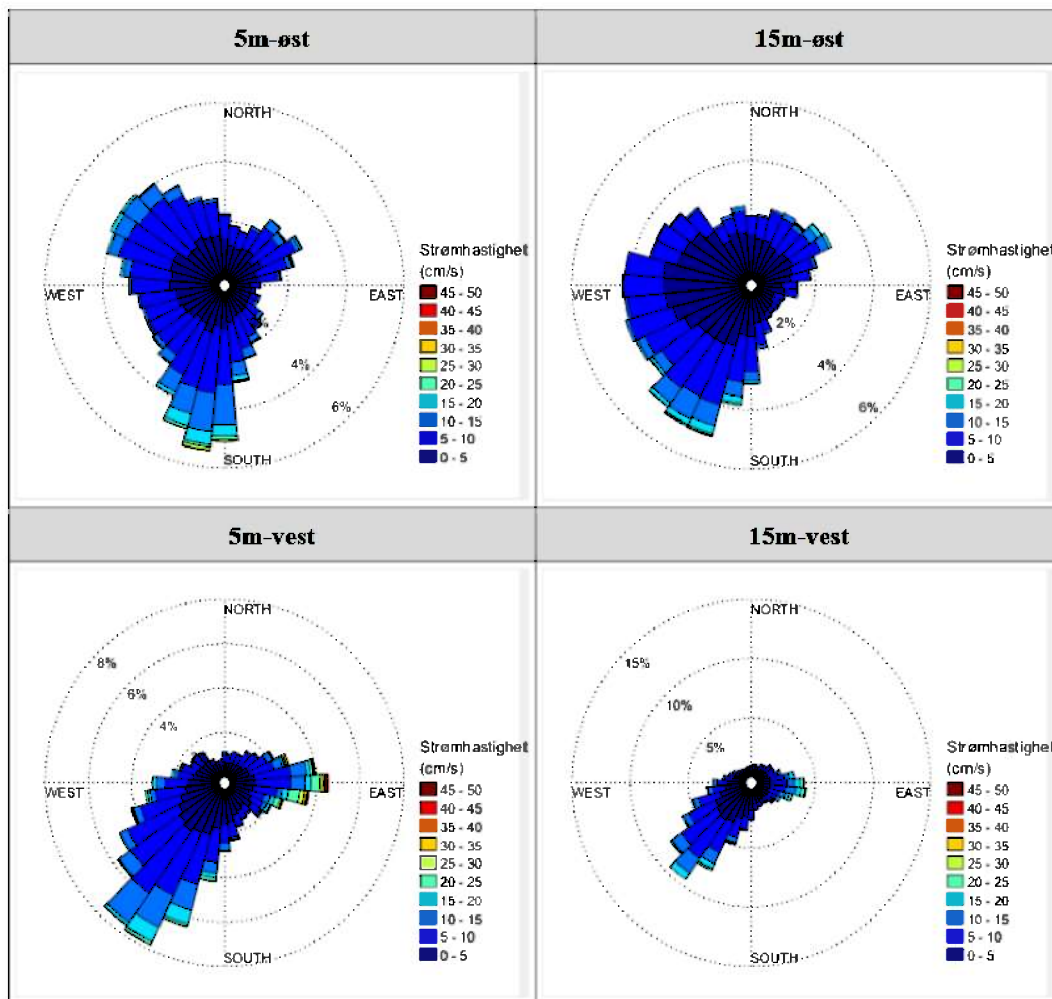 5m-øst
15m-øst
NORTH
WEST
EAST
SOUTH
4%
6%
Strømhastighet
(cm/s)
45 - 50
40 - 45
35 - 40
30 - 35
25 - 30
20 - 25
15 - 20
10 - 15
5 - 10
0 - 5
NORTH
WEST
EAST
SOUTH
2%
4%
6%
Strømhastighet
(cm/s)
45 - 50
40 - 45
35 - 40
30 - 35
25 - 30
20 - 25
15 - 20
10 - 15
5 - 10
0 - 5
5m-vest
15m-vest
NORTH
8%
6%
4%
WEST
EAST
SOUTH
Strømhastighet
(cm/s)
45 - 50
40 - 45
35 - 40
30 - 35
25 - 30
20 - 25
15 - 20
10 - 15
5 - 10
0 - 5
NORTH
15%
10%
5%
WEST
EAST
SOUTH
Strømhastighet
(cm/s)
45 - 50
40 - 45
35 - 40
30 - 35
25 - 30
20 - 25
15 - 20
10 - 15
5 - 10
0 - 5